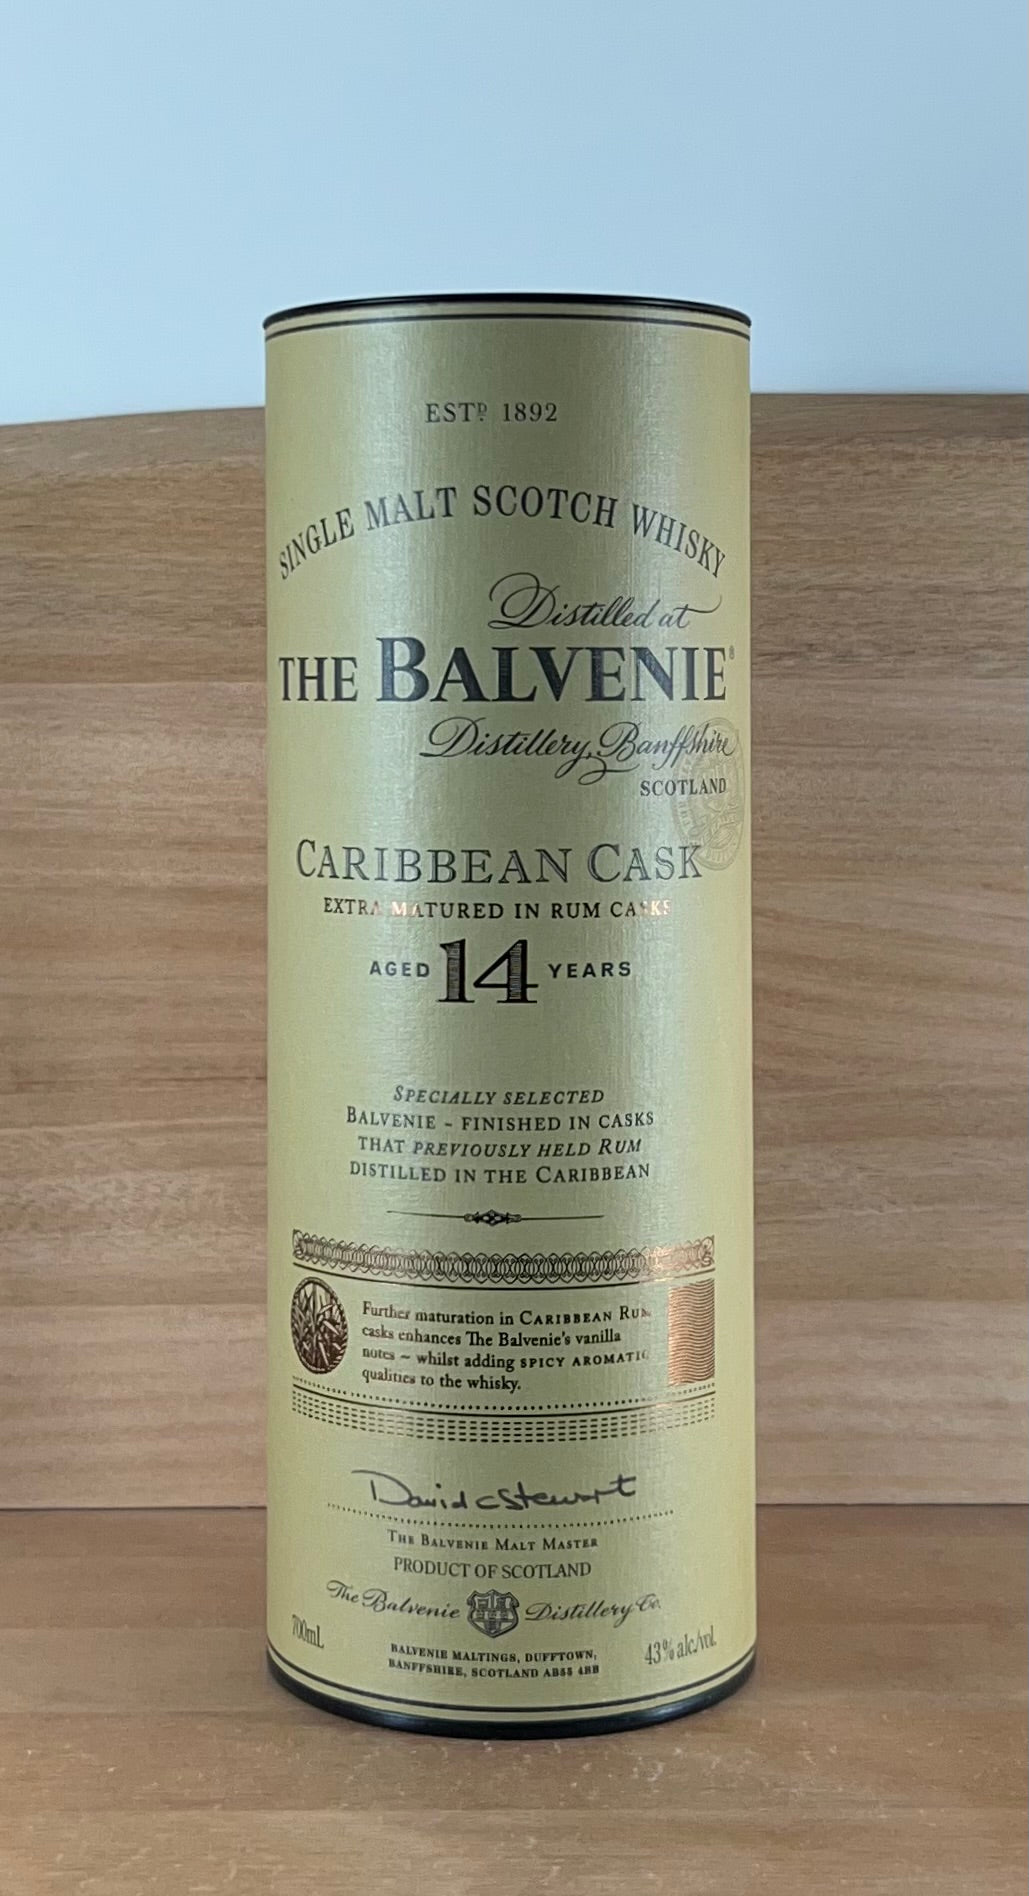 ESTᴰ 1892
SINGLE MALT SCOTCH WHISKY
Distilled at
THE BALVENIE®
Distillery, Banffshire
SCOTLAND
CARIBBEAN CASK
EXTRA MATURED IN RUM CASKS
AGED 14 YEARS
SPECIALLY SELECTED
BALVENIE – FINISHED IN CASKS
THAT PREVIOUSLY HELD RUM
DISTILLED IN THE CARIBBEAN
Further maturation in CARIBBEAN RUM
casks enhances The Balvenie's vanilla
notes – whilst adding SPICY AROMATIC
qualities to the whisky.
David C Stewart
THE BALVENIE MALT MASTER
PRODUCT OF SCOTLAND
The Balvenie Distillery Co.
700mL
BALVENIE MALTINGS, DUFFTOWN,
BANFFSHIRE, SCOTLAND AB55 4BB
43% alc/vol.